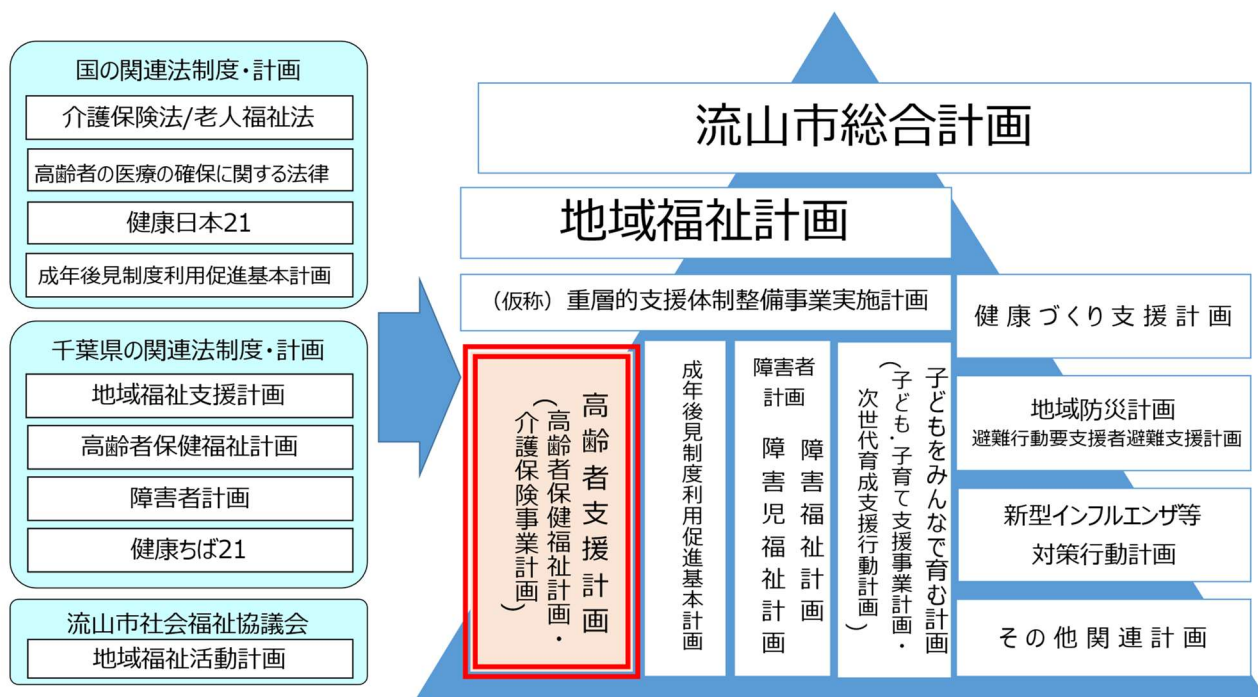 国の関連法制度・計画
介護保険法/老人福祉法
高齢者の医療の確保に関する法律
健康日本21
成年後見制度利用促進基本計画
千葉県の関連法制度・計画
地域福祉支援計画
高齢者保健福祉計画
障害者計画
健康ちば21
流山市社会福祉協議会
地域福祉活動計画
流山市総合計画
地域福祉計画
（仮称）重層的支援体制整備事業実施計画
高齢者支援計画
（高齢者保健福祉計画・
介護保険事業計画）
成年後見制度利用促進基本計画
障害者
計画
障害福祉計画
障害児福祉計画
子どもをみんなで育む計画
（子ども・子育て支援事業計画・
次世代育成支援行動計画）
健康づくり支援計画
地域防災計画
避難行動要支援者避難支援計画
新型インフルエンザ等
対策行動計画
その他関連計画